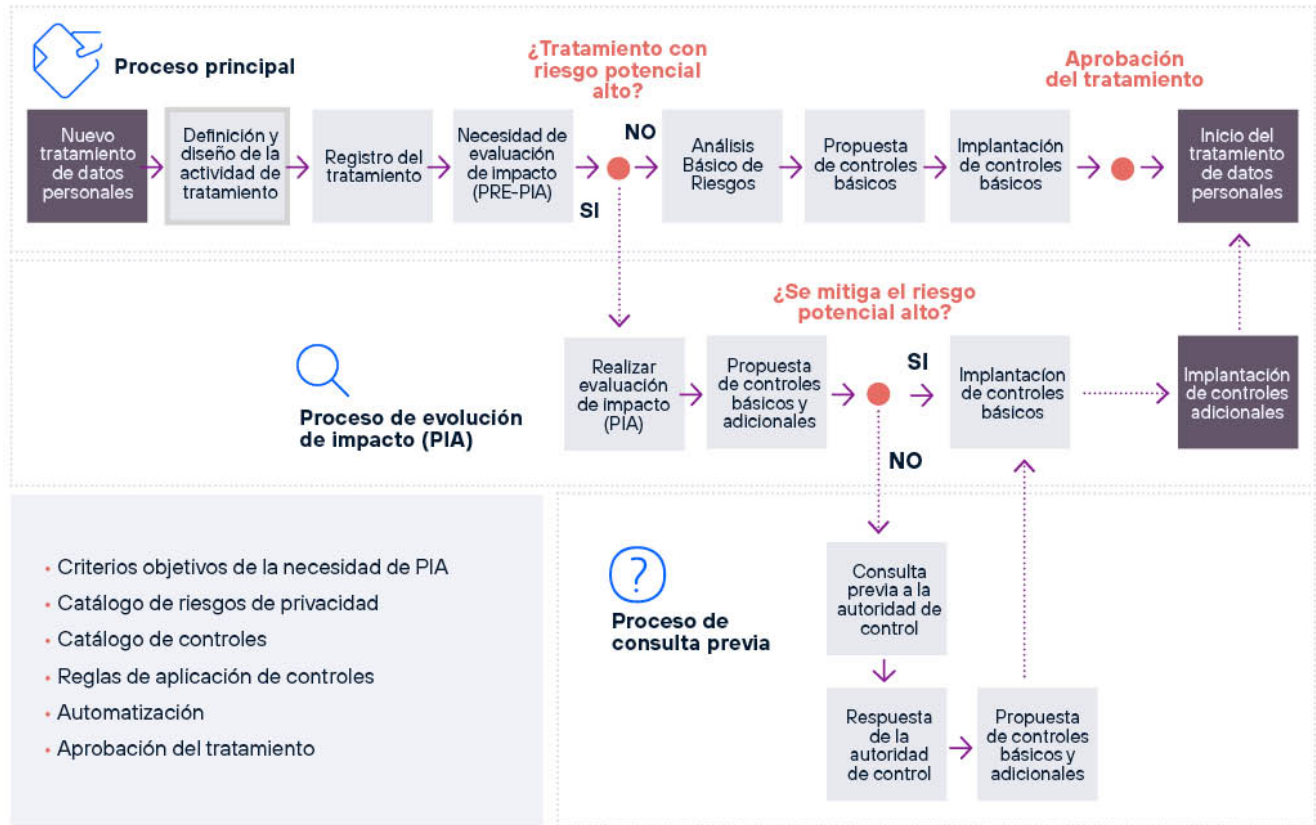 Proceso principal
¿Tratamiento con
riesgo potencial
alto?
Aprobación
del tratamiento
Nuevo
tratamiento
de datos
personales
Definición y
diseño de la
actividad de
tratamiento
Registro del
tratamiento
Necesidad de
evaluación
de impacto
(PRE-PIA)
NO
SI
Análisis
Básico de
Riesgos
Propuesta
de controles
básicos
Implantación
de controles
básicos
Inicio del
tratamiento
de datos
personales
¿Se mitiga el riesgo
potencial alto?
Proceso de evolución
de impacto (PIA)
Realizar
evaluación
de impacto
(PIA)
Propuesta
de controles
básicos y
adicionales
SI
NO
Implantacíon
de controles
básicos
Implantación
de controles
adicionales
• Criterios objetivos de la necesidad de PIA
• Catálogo de riesgos de privacidad
• Catálogo de controles
• Reglas de aplicación de controles
• Automatización
• Aprobación del tratamiento
?
Proceso de
consulta previa
Consulta
previa a la
autoridad de
control
Respuesta
de la
autoridad
de control
Propuesta
de controles
básicos y
adicionales